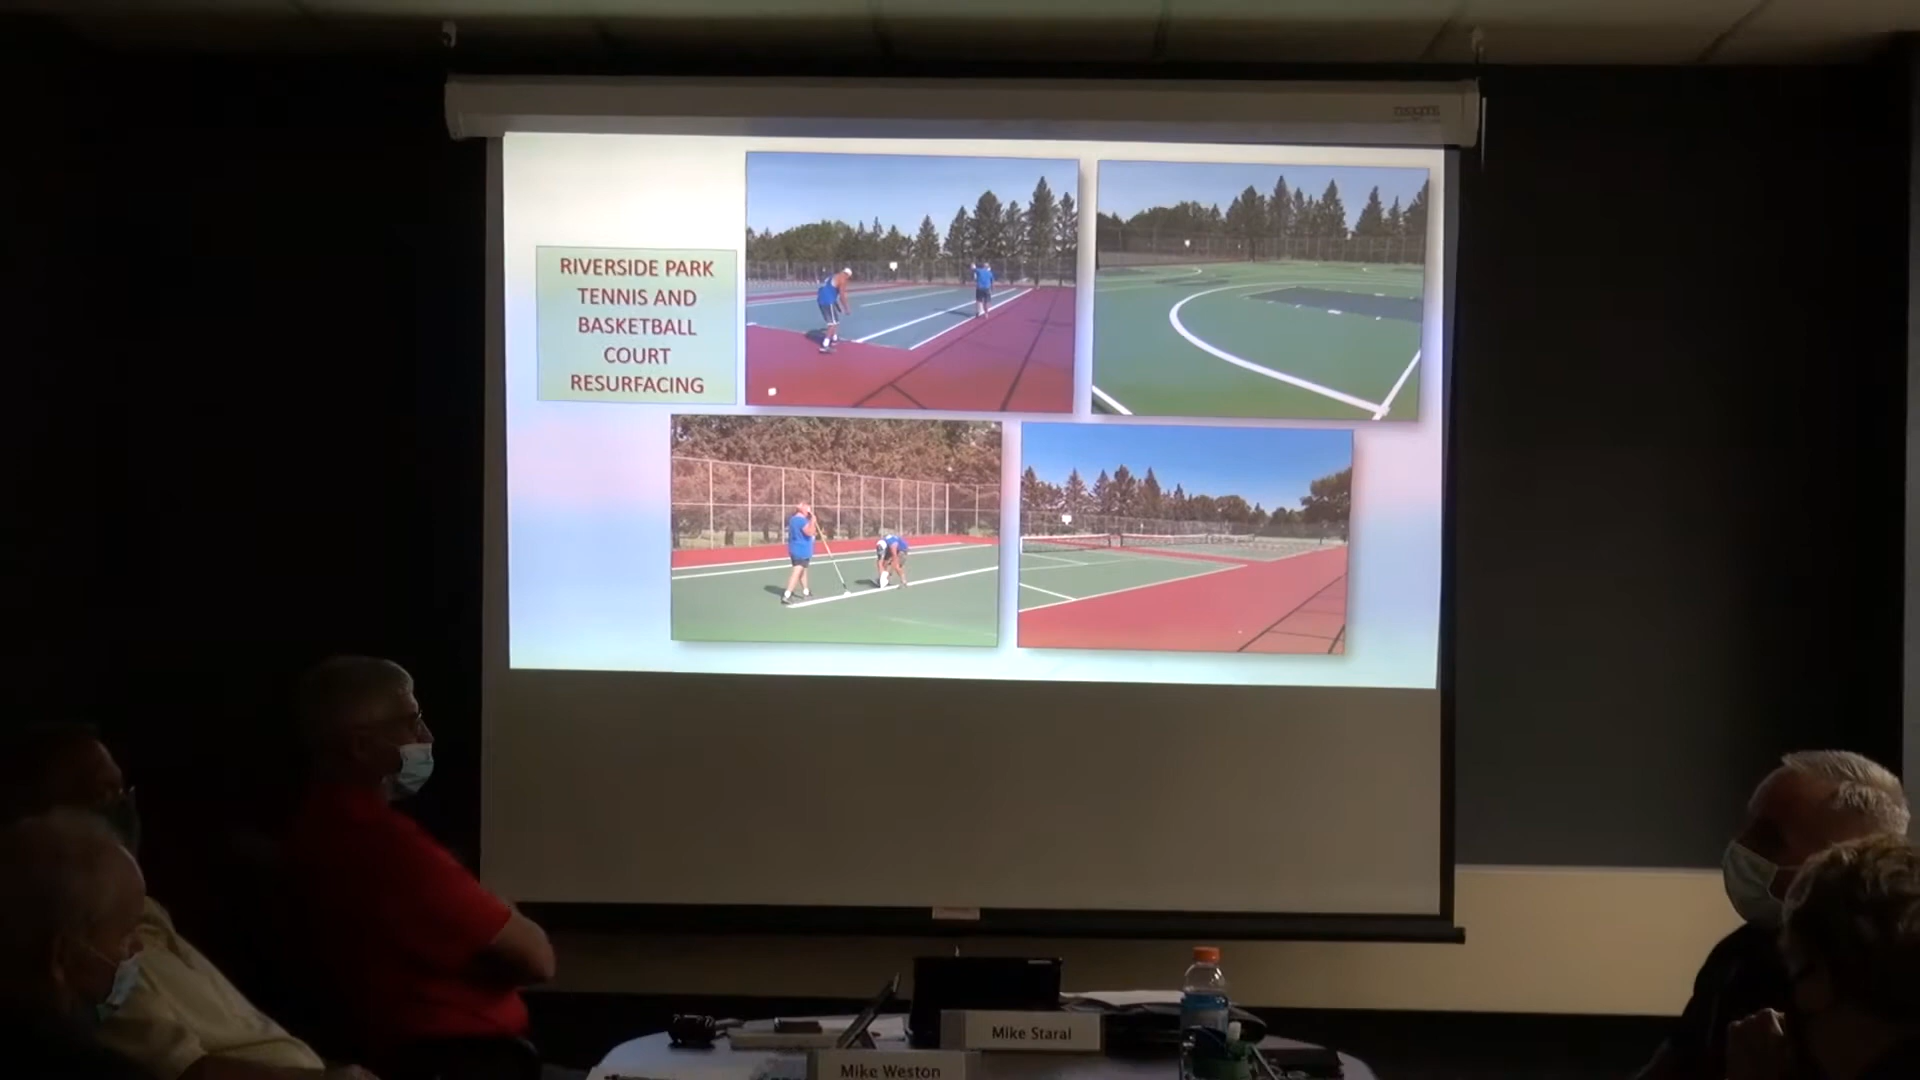 RIVERSIDE PARK
TENNIS AND
BASKETBALL
COURT
RESURFACING
Mike Staral
Mike Weston